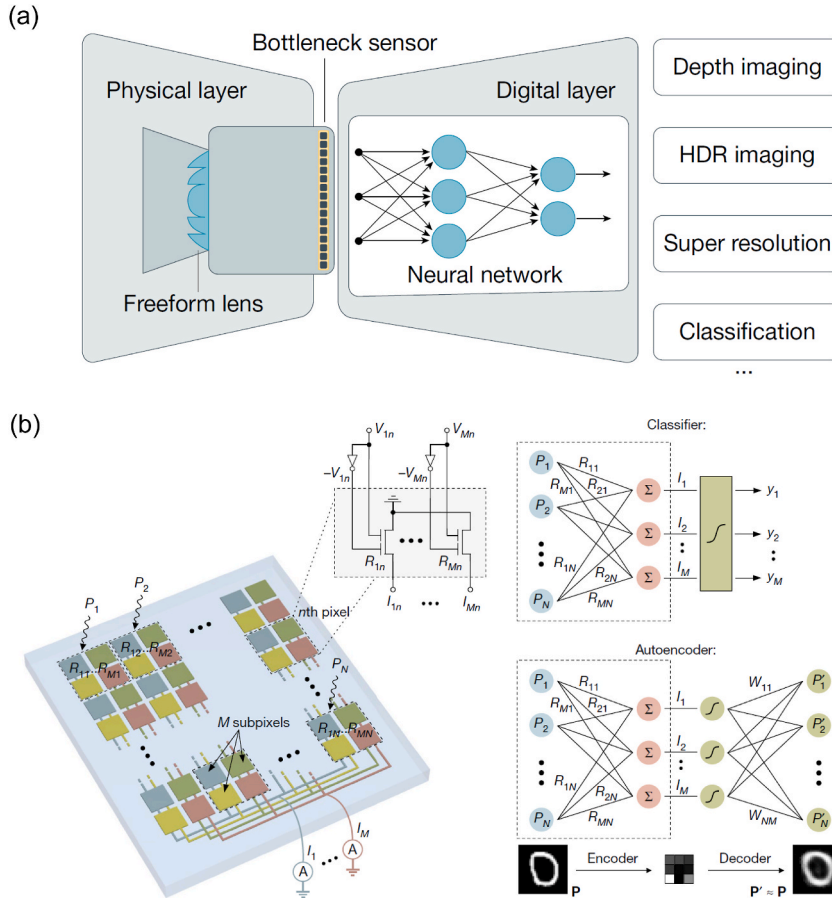 (a)
Bottleneck sensor
Physical layer
Digital layer
Freeform lens
Neural network
Depth imaging
HDR imaging
Super resolution
Classification
...
(b)
V1n
VMn
−V1n
−VMn
R1n
RMn
I1n ... IMn
nth pixel
P1
P2
R11 RM1
R12 RM2
PN
R1N RMN
M subpixels
I1
IM
A
A
Classifier:
P1
P2
PN
R11
RM1
R21
R1N
R2N
RMN
Σ
Σ
Σ
I1
I2
IM
y1
y2
yM
Autoencoder:
P1
P2
PN
R11
RM1
R21
R1N
R2N
RMN
Σ
Σ
Σ
I1
I2
IM
W11
WNM
P′1
P′2
P′N
Encoder
Decoder
P
P′ ≈ P